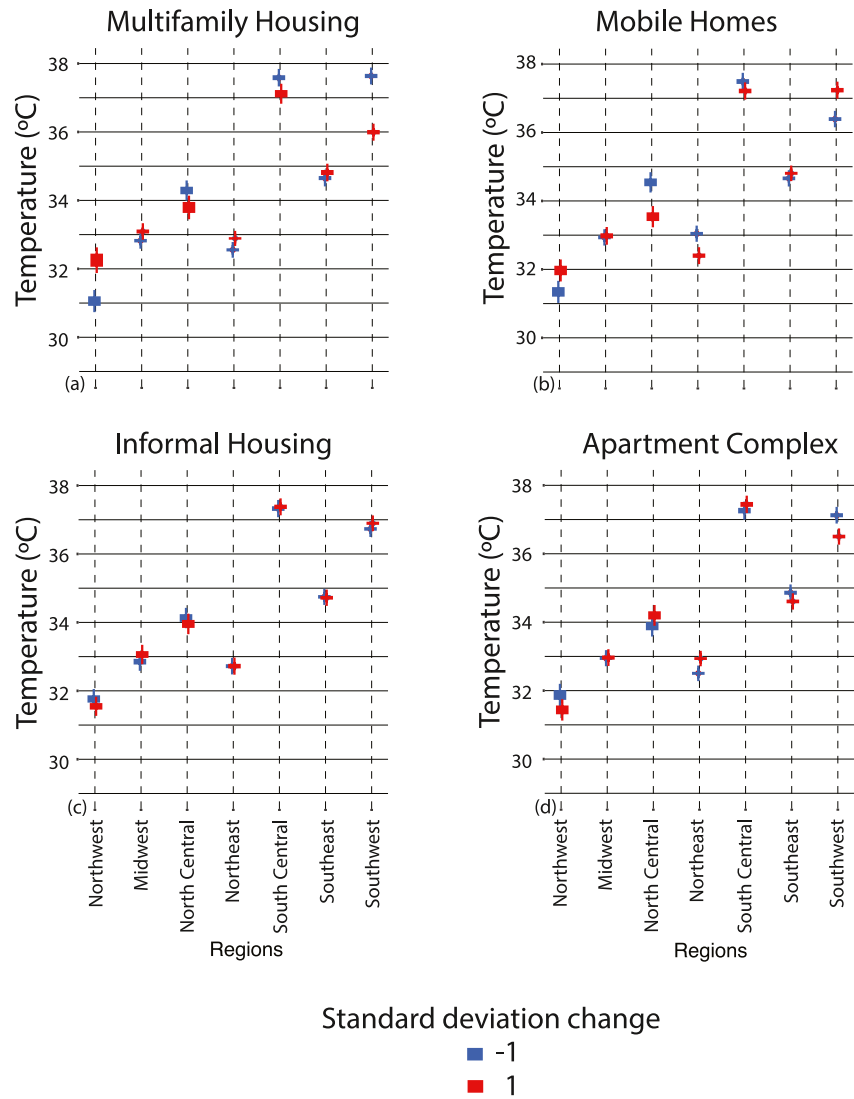 Multifamily Housing
Mobile Homes
38
36
34
32
30
Temperature (ºC)
(a)
38
36
34
32
30
Temperature (ºC)
(b)
Informal Housing
Apartment Complex
38
36
34
32
30
Temperature (ºC)
(c)
38
36
34
32
30
Temperature (ºC)
(d)
Northwest
Midwest
North Central
Northeast
South Central
Southeast
Southwest
Regions
Northwest
Midwest
North Central
Northeast
South Central
Southeast
Southwest
Regions
Standard deviation change
-1
1